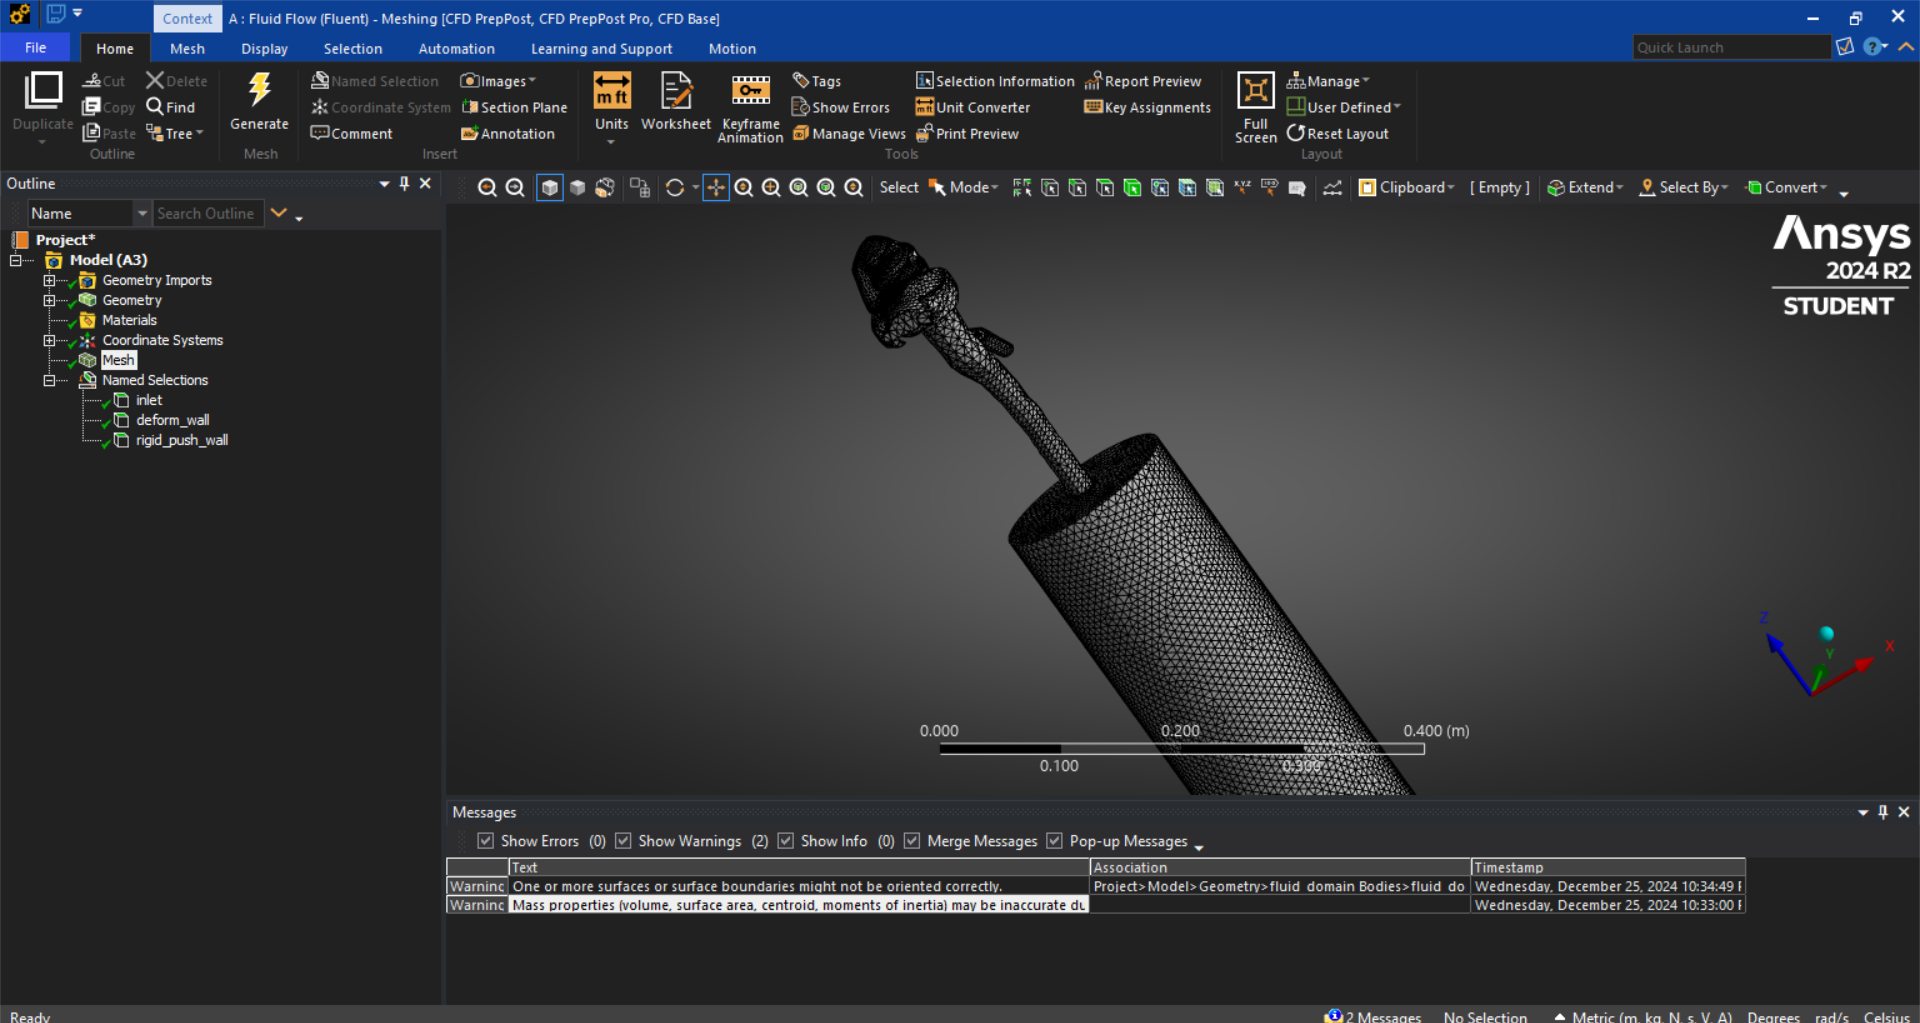 Context A : Fluid Flow (Fluent) - Meshing [CFD PrepPost, CFD PrepPost Pro, CFD Base]
File Home Mesh Display Selection Automation Learning and Support Motion Quick Launch
Duplicate
Cut
Copy
Paste
Delete
Find
Tree
Outline
Generate
Mesh
Named Selection
Coordinate System
Comment
Images
Section Plane
Annotation
Insert
m ft
Units
Worksheet
Keyframe
Animation
Tags
Show Errors
Manage Views
Selection Information
Unit Converter
Print Preview
Report Preview
Key Assignments
Tools
Full
Screen
Manage
User Defined
Reset Layout
Layout
Outline
Name Search Outline
Select Mode Clipboard [ Empty ] Extend Select By Convert
Project*
Model (A3)
Geometry Imports
Geometry
Materials
Coordinate Systems
Mesh
Named Selections
inlet
deform_wall
rigid_push_wall
Ansys
2024 R2
STUDENT
Z
Y
X
0.000 0.200 0.400 (m)
0.100 0.300
Messages
Show Errors (0) Show Warnings (2) Show Info (0) Merge Messages Pop-up Messages
Text Association Timestamp
Warninc One or more surfaces or surface boundaries might not be oriented correctly. Project>Model>Geometry>fluid_domain Bodies>fluid_do Wednesday, December 25, 2024 10:34:49
Warninc Mass properties (volume, surface area, centroid, moments of inertia) may be inaccurate du Wednesday, December 25, 2024 10:33:00
Ready 2 Messages No Selection Metric (m, kg, N, s, V, A) Degrees rad/s Celsius